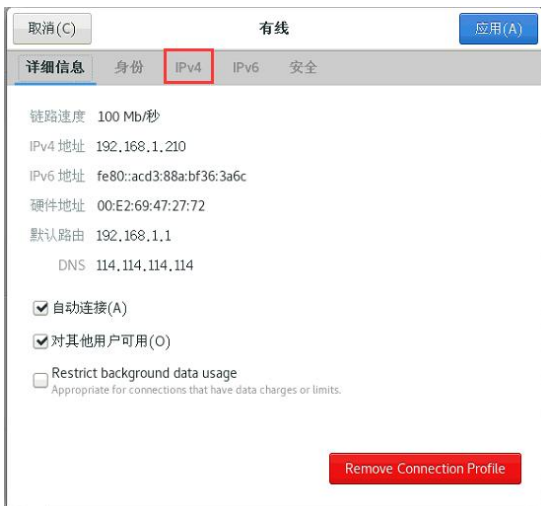 取消(C) 有线 应用(A)
详细信息 身份 IPv4 IPv6 安全
链路速度 100 Mb/秒
IPv4 地址 192.168.1.210
IPv6 地址 fe80::acd3:88a:bf36:3a6c
硬件地址 00:E2:69:47:27:72
默认路由 192.168.1.1
DNS 114.114.114.114
自动连接(A)
对其他用户可用(O)
Restrict background data usage
Appropriate for connections that have data charges or limits.
Remove Connection Profile